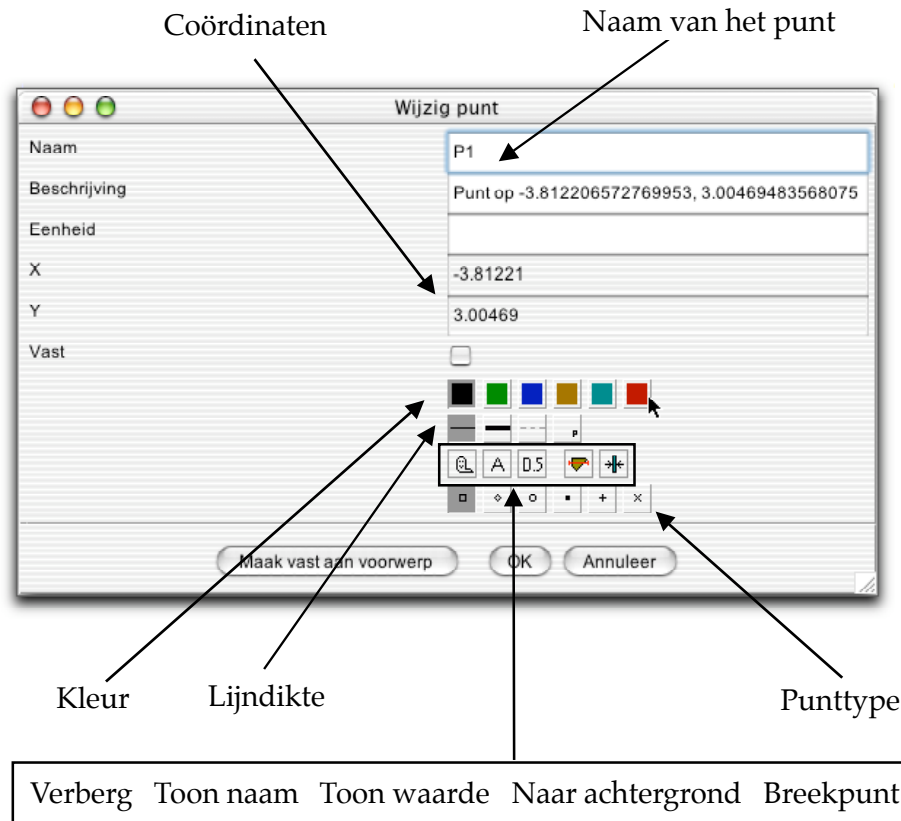 Coördinaten Naam van het punt
Wijzig punt
Naam P1
Beschrijving Punt op -3.812206572769953, 3.00469483568075
Eenheid
X -3.81221
Y 3.00469
Vast
P
A D.5
Maak vast aan voorwerp OK Annuleer
Kleur Lijndikte Punttype
Verberg Toon naam Toon waarde Naar achtergrond Breekpunt